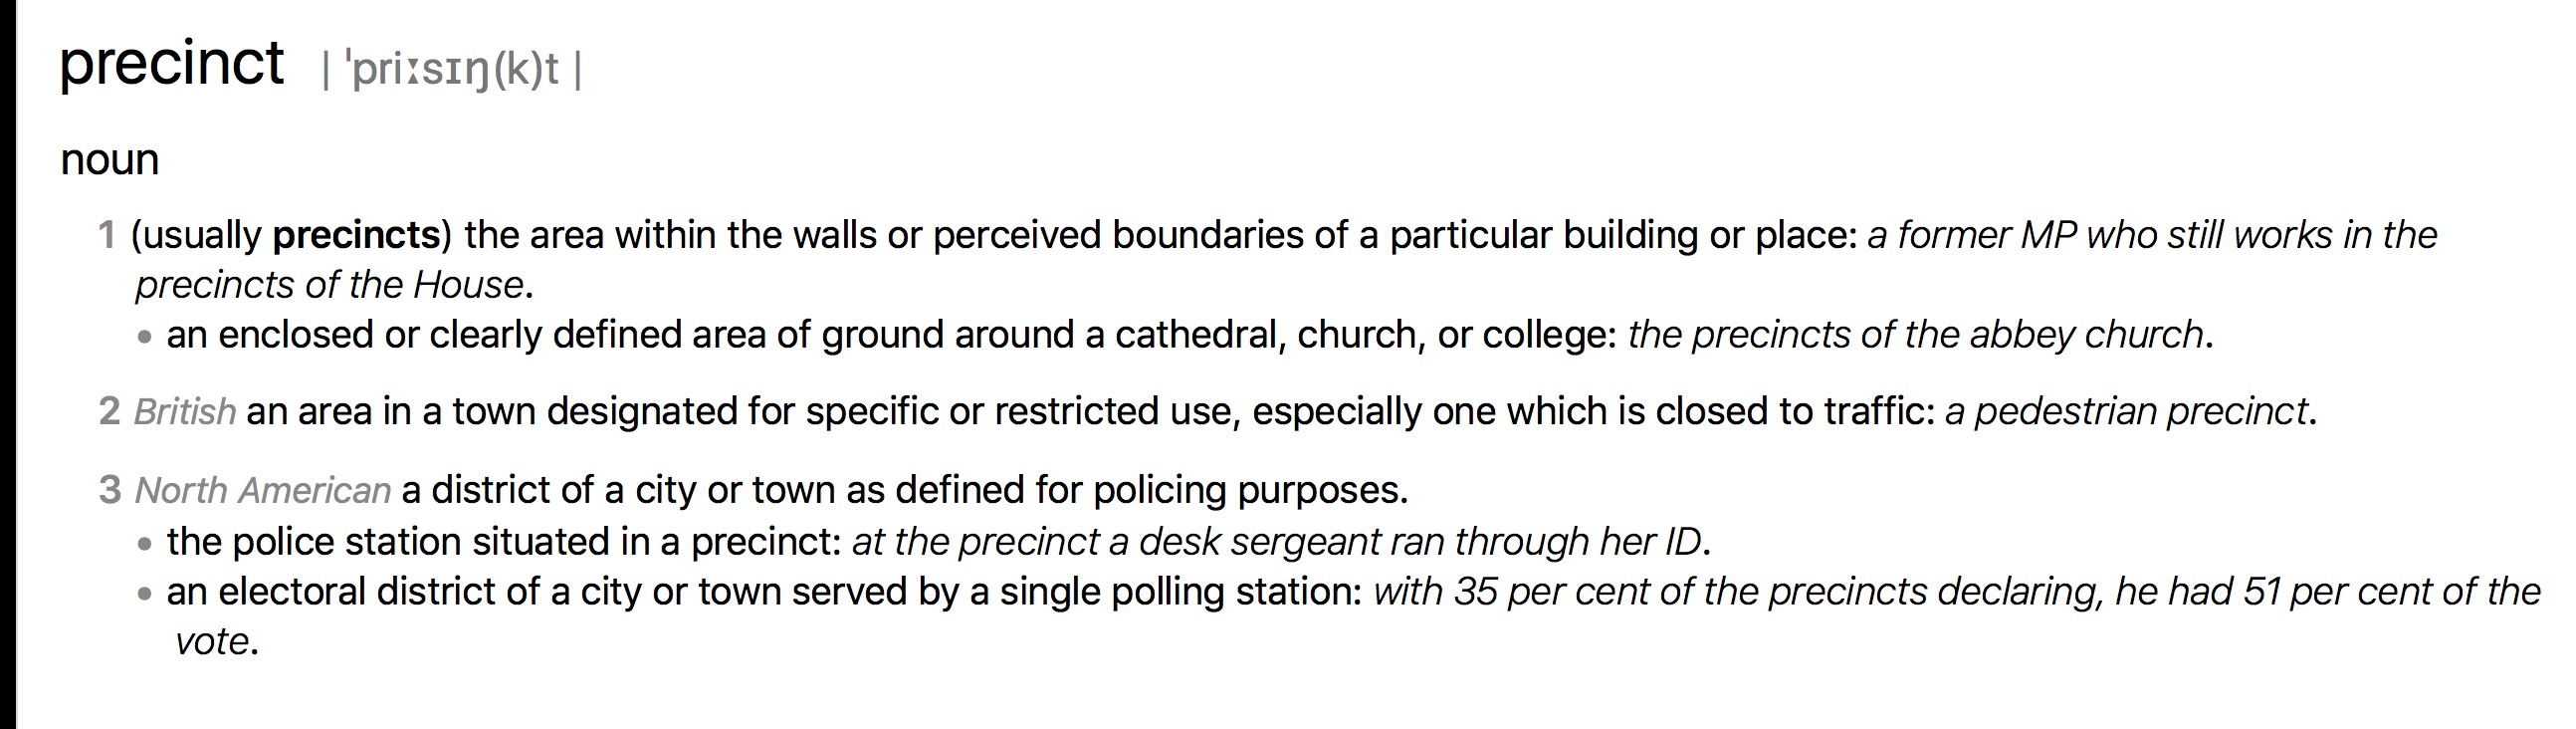 precinct | ˈpriːsɪŋ(k)t |
noun
1 (usually precincts) the area within the walls or perceived boundaries of a particular building or place: a former MP who still works in the
precincts of the House.
• an enclosed or clearly defined area of ground around a cathedral, church, or college: the precincts of the abbey church.
2 British an area in a town designated for specific or restricted use, especially one which is closed to traffic: a pedestrian precinct.
3 North American a district of a city or town as defined for policing purposes.
• the police station situated in a precinct: at the precinct a desk sergeant ran through her ID.
• an electoral district of a city or town served by a single polling station: with 35 per cent of the precincts declaring, he had 51 per cent of the
vote.